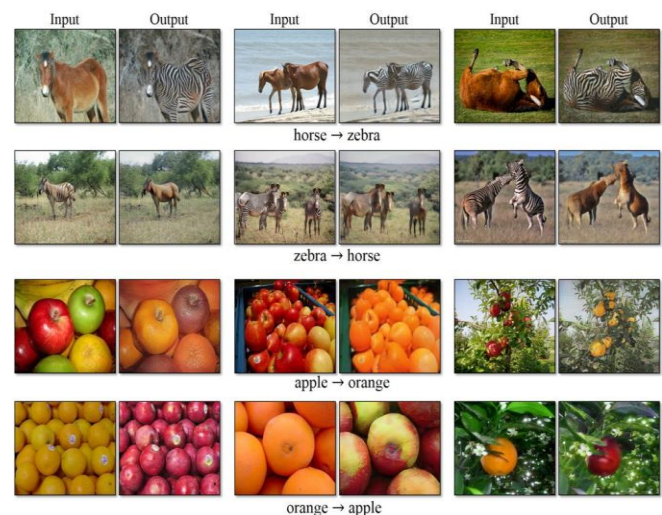 Input Output Input Output Input Output
horse → zebra
zebra → horse
apple → orange
orange → apple